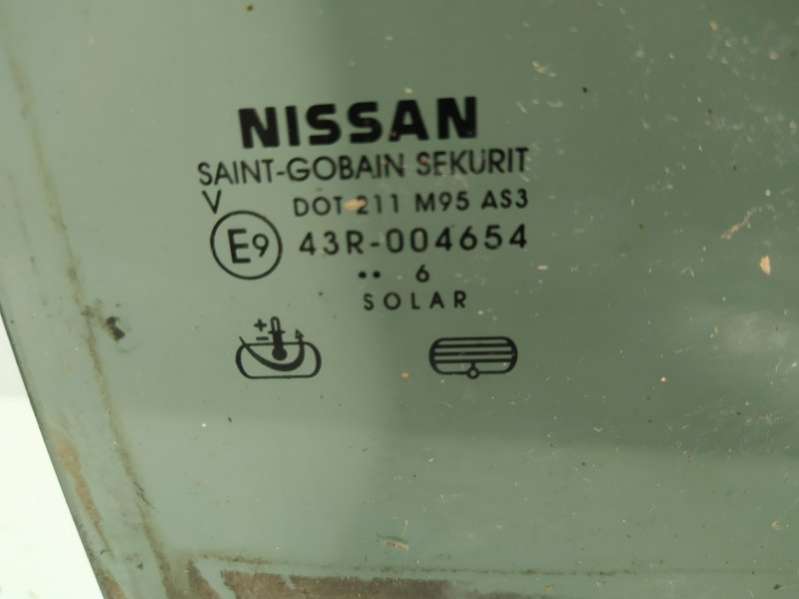 NISSAN
SAINT-GOBAIN SEKURIT
V DOT 211 M95 AS3
E9 43R-004654
•• 6
SOLAR
+
-